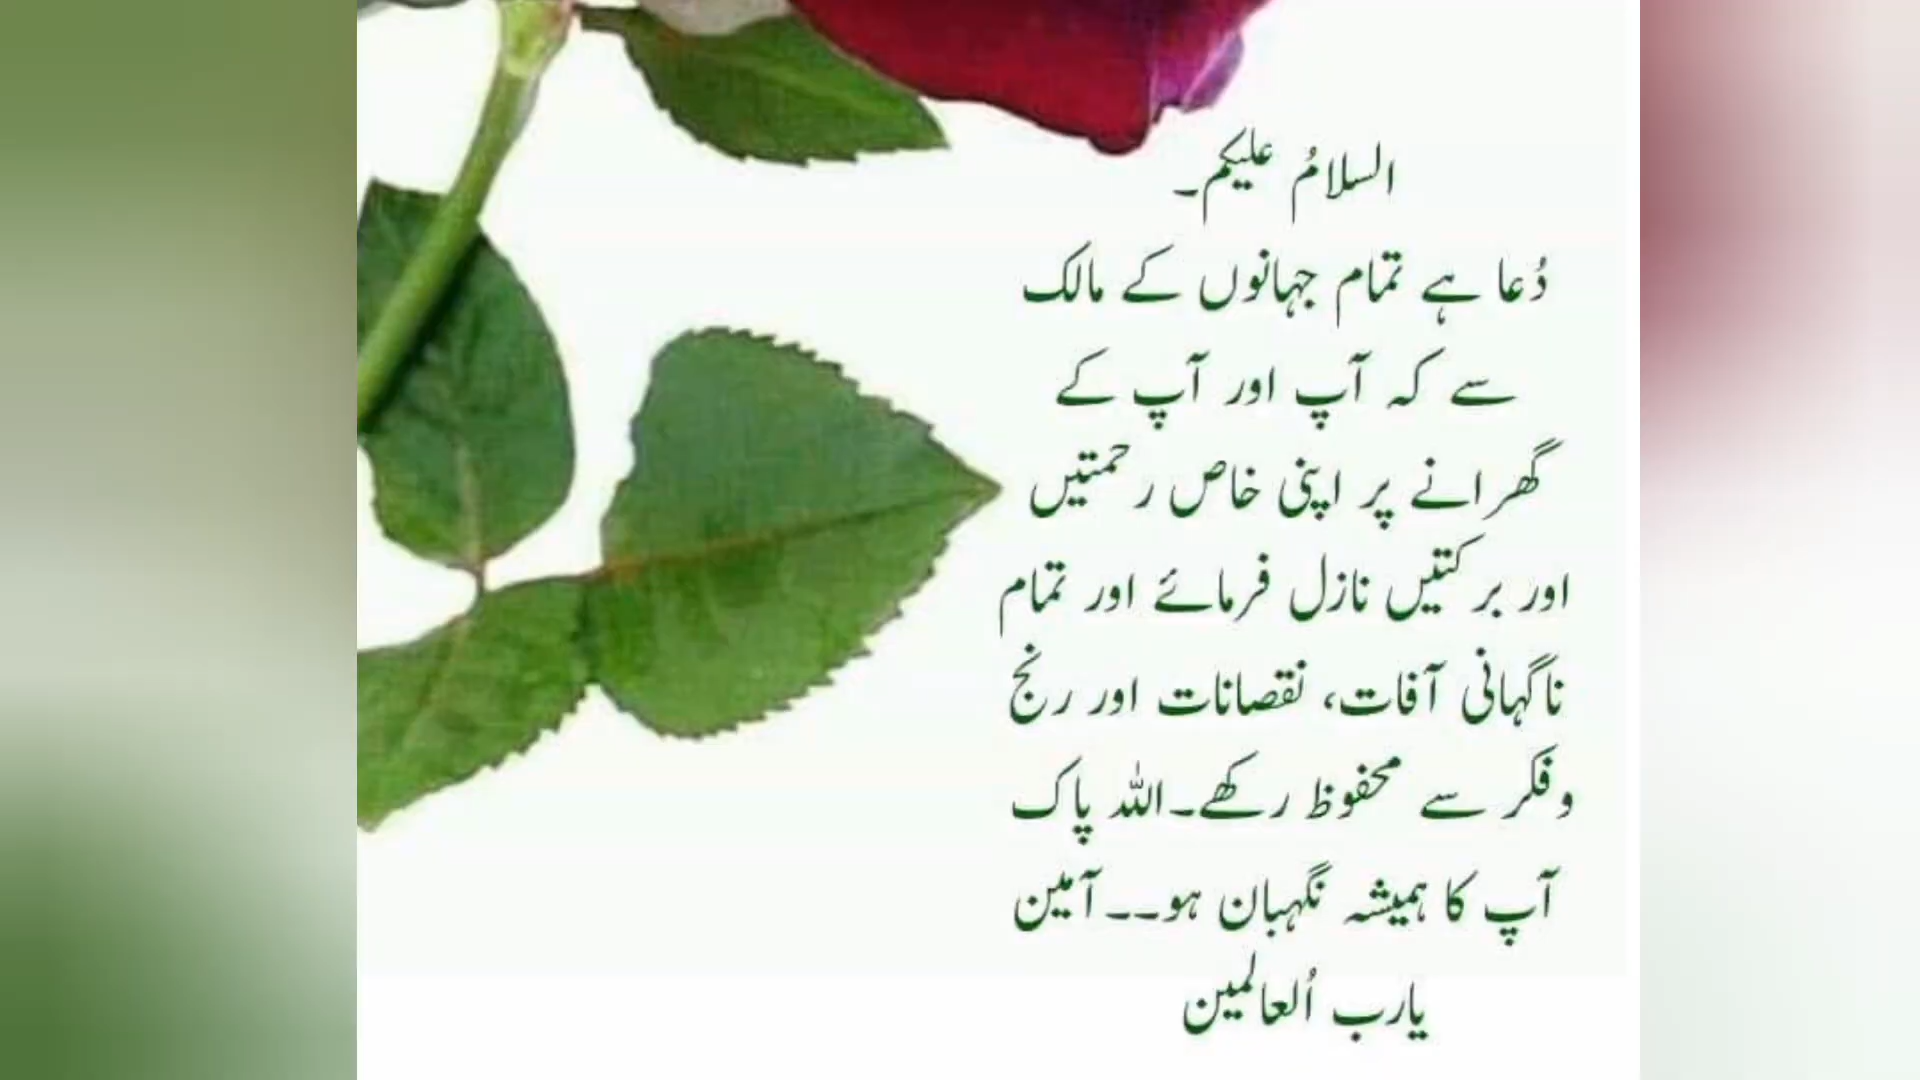 السلامُ علیکم۔
دُعا ہے تمام جہانوں کے مالک
سے کہ آپ اور آپ کے
گھرانے پر اپنی خاص رحمتیں
اور برکتیں نازل فرمائے اور تمام
ناگہانی آفات، نقصانات اور رنج
وفکر سے محفوظ رکھے۔اللہ پاک
آپ کا ہمیشہ نگہبان ہو۔۔آمین
یارب اُلعالمین